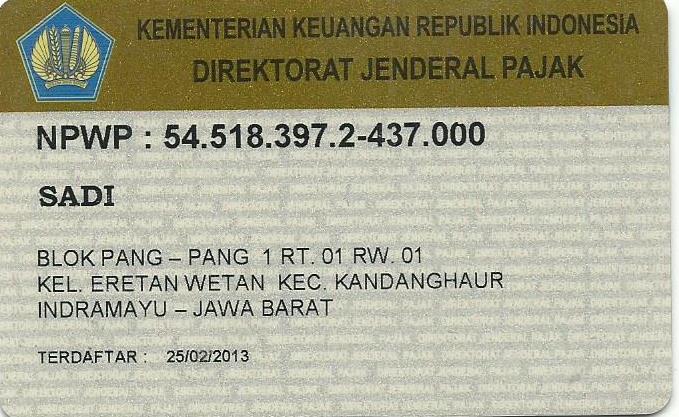 KEMENTERIAN KEUANGAN REPUBLIK INDONESIA
DIREKTORAT JENDERAL PAJAK
NPWP : 54.518.397.2-437.000
SADI
BLOK PANG – PANG 1 RT. 01 RW. 01
KEL. ERETAN WETAN KEC. KANDANGHAUR
INDRAMAYU – JAWA BARAT
TERDAFTAR : 25/02/2013